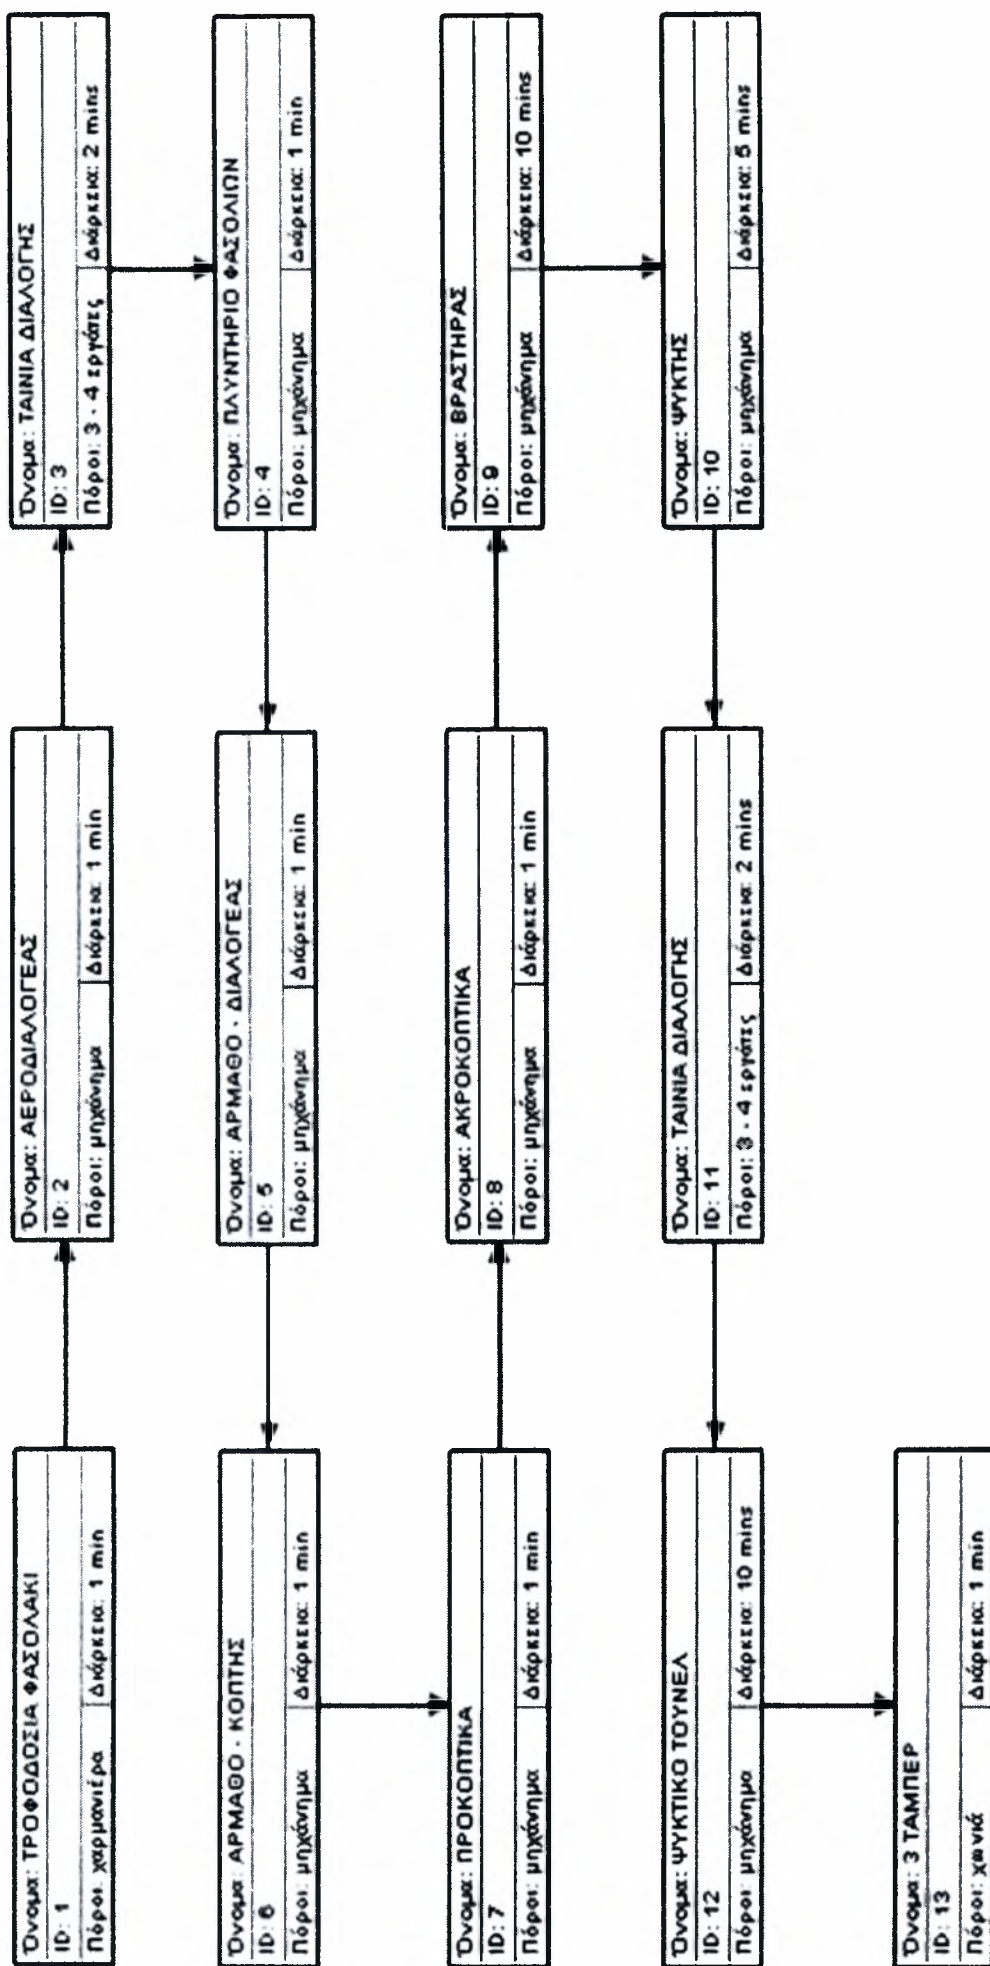 Όνομα: ΤΡΟΦΟΔΟΣΙΑ ΦΑΣΟΛΑΚΙ
ID: 1
Πόροι: χαρμανιέρα Διάρκεια: 1 min
Όνομα: ΑΕΡΟΔΙΑΛΟΓΕΑΣ
ID: 2
Πόροι: μηχάνημα Διάρκεια: 1 min
Όνομα: ΤΑΙΝΙΑ ΔΙΑΛΟΓΗΣ
ID: 3
Πόροι: 3 - 4 εργάτες Διάρκεια: 2 mins
Όνομα: ΠΛΥΝΤΗΡΙΟ ΦΑΣΟΛΙΩΝ
ID: 4
Πόροι: μηχάνημα Διάρκεια: 1 min
Όνομα: ΑΡΜΑΘΟ - ΔΙΑΛΟΓΕΑΣ
ID: 5
Πόροι: μηχάνημα Διάρκεια: 1 min
Όνομα: ΑΡΜΑΘΟ - ΚΟΠΤΗΣ
ID: 6
Πόροι: μηχάνημα Διάρκεια: 1 min
Όνομα: ΠΡΟΚΟΠΤΙΚΑ
ID: 7
Πόροι: μηχάνημα Διάρκεια: 1 min
Όνομα: ΑΚΡΟΚΟΠΤΙΚΑ
ID: 8
Πόροι: μηχάνημα Διάρκεια: 1 min
Όνομα: ΒΡΑΣΤΗΡΑΣ
ID: 9
Πόροι: μηχάνημα Διάρκεια: 10 mins
Όνομα: ΨΥΚΤΗΣ
ID: 10
Πόροι: μηχάνημα Διάρκεια: 5 mins
Όνομα: ΤΑΙΝΙΑ ΔΙΑΛΟΓΗΣ
ID: 11
Πόροι: 3 - 4 εργάτες Διάρκεια: 2 mins
Όνομα: ΨΥΚΤΙΚΟ ΤΟΥΝΕΛ
ID: 12
Πόροι: μηχάνημα Διάρκεια: 10 mins
Όνομα: 3 ΤΑΜΠΕΡ
ID: 13
Πόροι: χωνιά Διάρκεια: 1 min